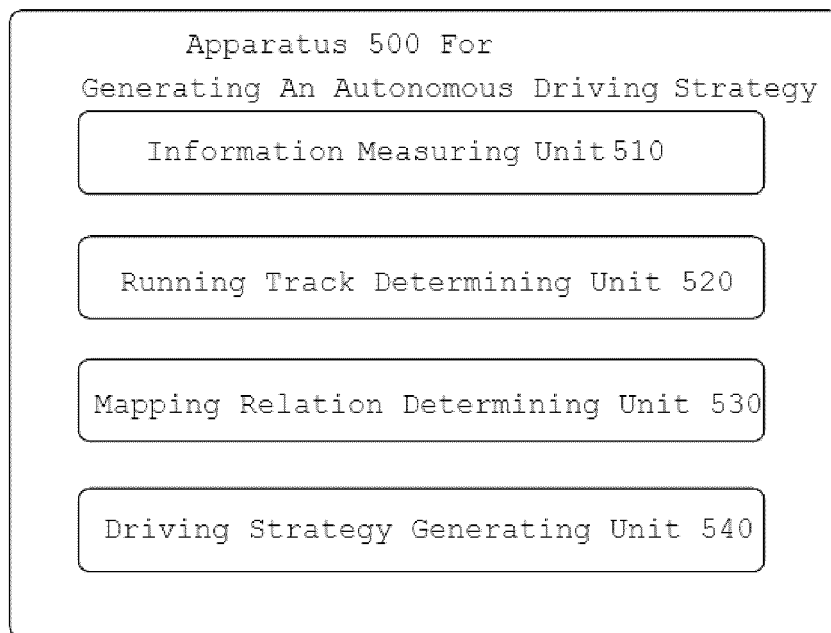 Apparatus 500 For
Generating An Autonomous Driving Strategy
Information Measuring Unit 510
Running Track Determining Unit 520
Mapping Relation Determining Unit 530
Driving Strategy Generating Unit 540